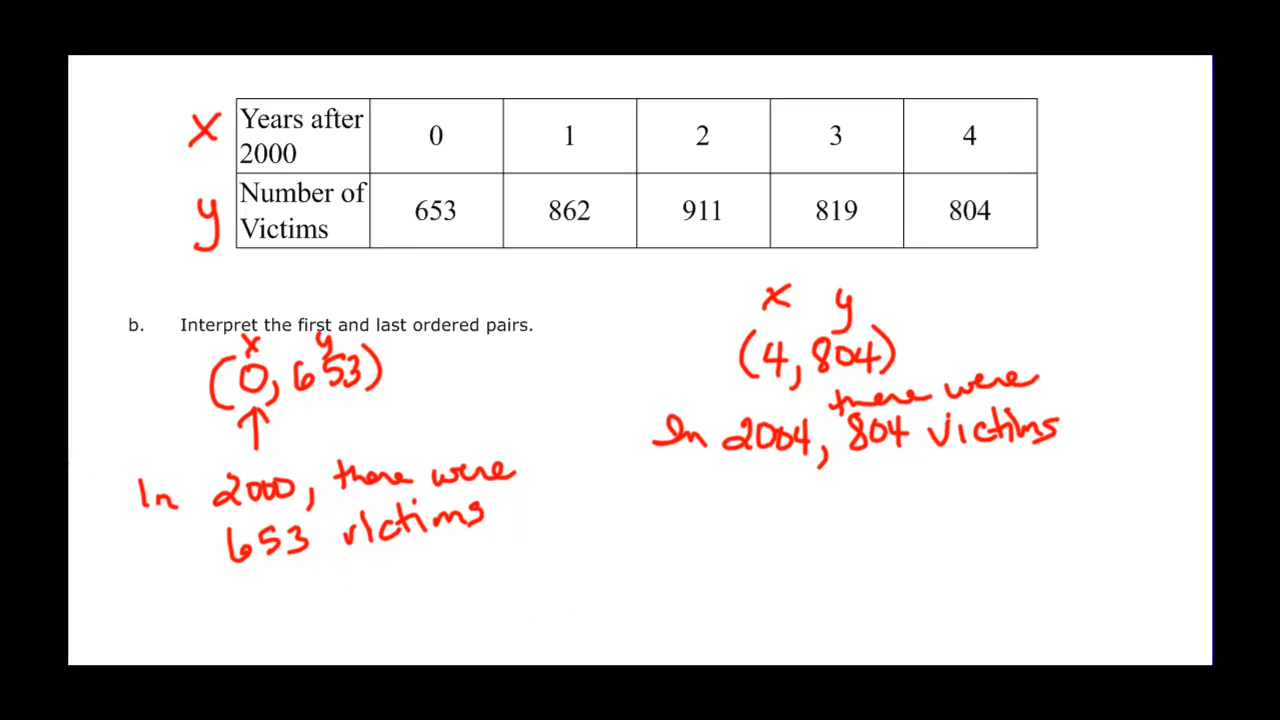 x Years after 2000 0 1 2 3 4
y Number of Victims 653 862 911 819 804
b. Interpret the first and last ordered pairs.
x y
(0, 653)
In 2000, there were
653 victims
x y
(4, 804)
there were
In 2004, 804 victims